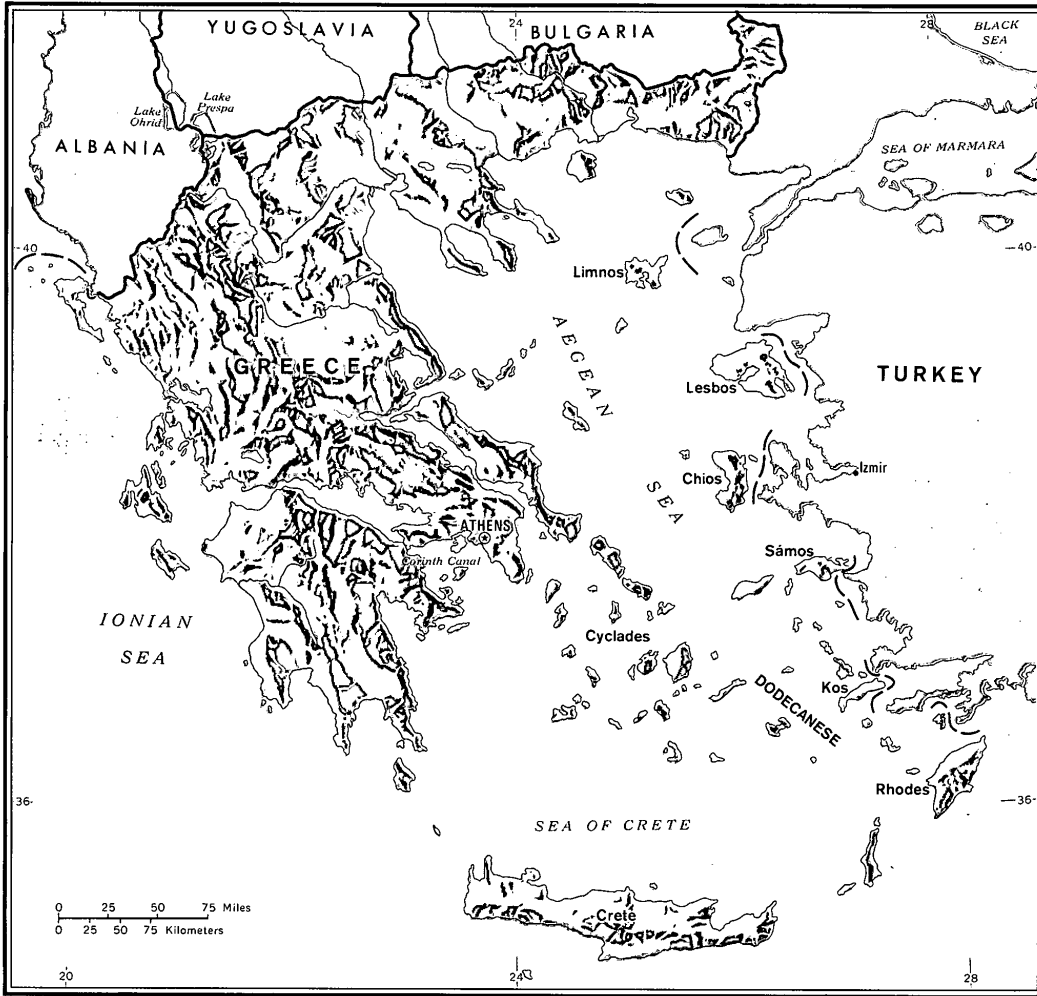 YUGOSLAVIA
24
BULGARIA
28
BLACK
SEA
Lake
Prespa
Lake
Ohrid
ALBANIA
SEA OF MARMARA
40
40
Limnos
AEGEAN
SEA
GREECE
TURKEY
Lesbos
Chios
Izmir
ATHENS
Corinth Canal
Sámos
IONIAN
SEA
Cyclades
Kos
DODECANESE
Rhodes
36
36
SEA OF CRETE
0 25 50 75 Miles
0 25 50 75 Kilometers
Crete
20
24
28